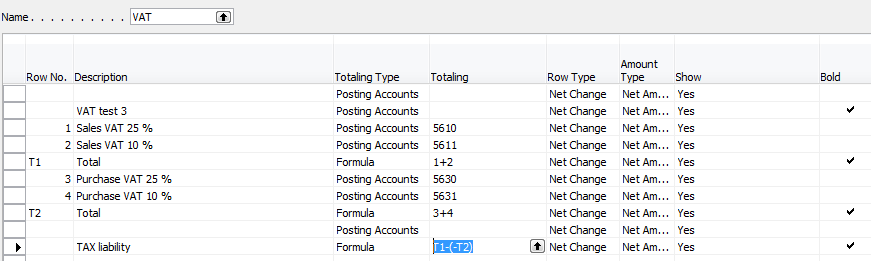 Name . . . . . . . . . . VAT
Row No. Description Totaling Type Totaling Row Type Amount Type Show Bold
Posting Accounts Net Change Net Am... Yes
VAT test 3 Posting Accounts Net Change Net Am... Yes ✔
1 Sales VAT 25 % Posting Accounts 5610 Net Change Net Am... Yes
2 Sales VAT 10 % Posting Accounts 5611 Net Change Net Am... Yes
T1 Total Formula 1+2 Net Change Net Am... Yes ✔
3 Purchase VAT 25 % Posting Accounts 5630 Net Change Net Am... Yes
4 Purchase VAT 10 % Posting Accounts 5631 Net Change Net Am... Yes
T2 Total Formula 3+4 Net Change Net Am... Yes ✔
Posting Accounts Net Change Net Am... Yes
TAX liability Formula T1-(-T2) Net Change Net Am... Yes ✔